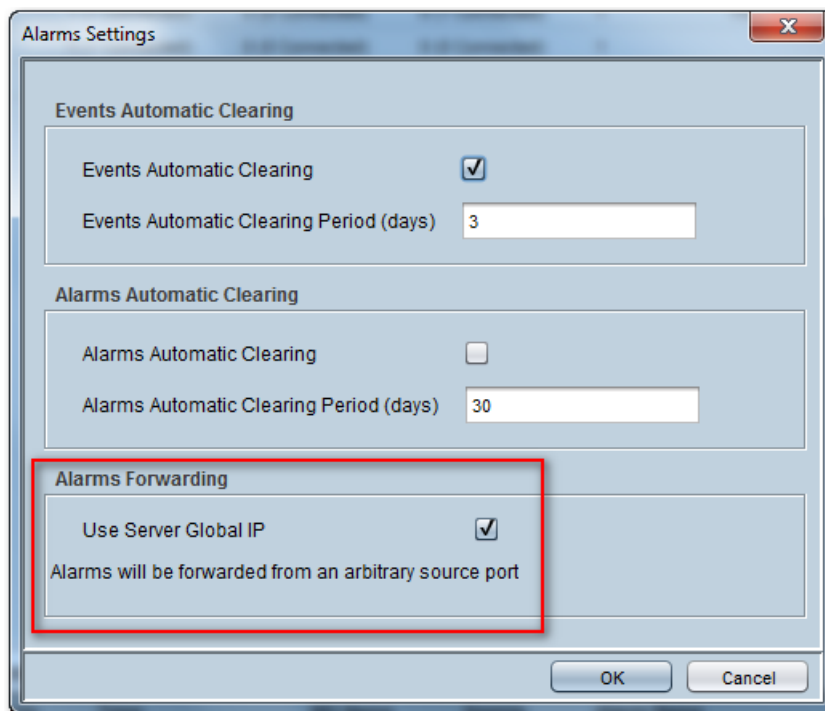 Alarms Settings
Events Automatic Clearing
Events Automatic Clearing
Events Automatic Clearing Period (days) 3
Alarms Automatic Clearing
Alarms Automatic Clearing
Alarms Automatic Clearing Period (days) 30
Alarms Forwarding
Use Server Global IP
Alarms will be forwarded from an arbitrary source port
OK Cancel